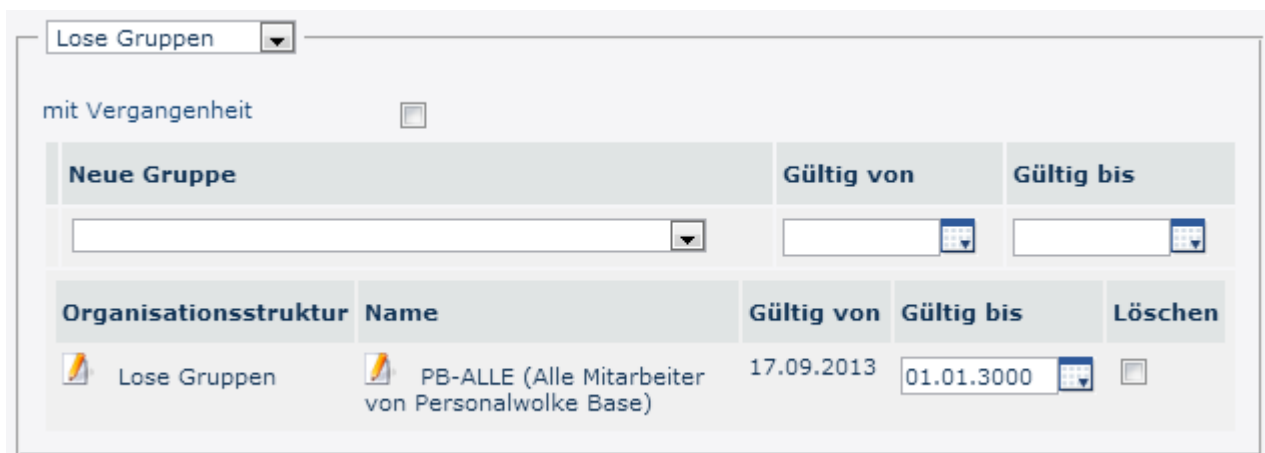 Lose Gruppen
mit Vergangenheit
Neue Gruppe Gültig von Gültig bis
Organisationsstruktur Name Gültig von Gültig bis Löschen
Lose Gruppen PB-ALLE (Alle Mitarbeiter 17.09.2013 01.01.3000
von Personalwolke Base)